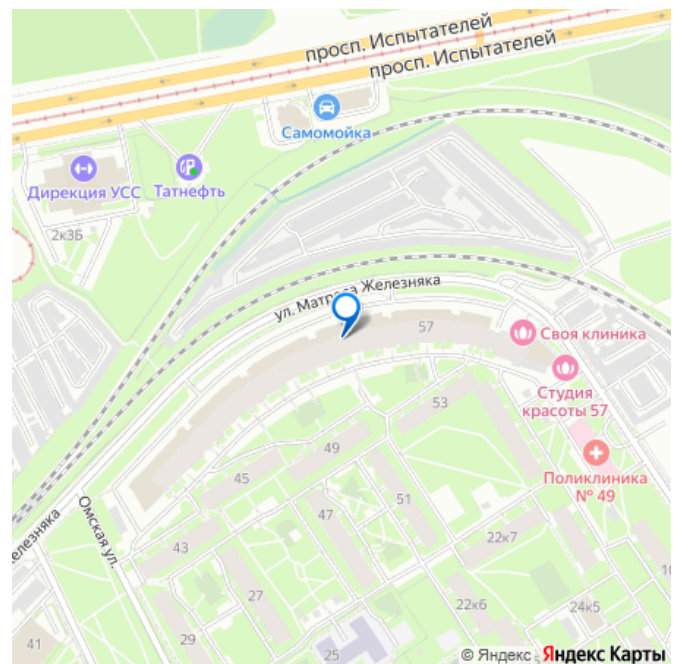 просп. Испытателей
просп. Испытателей
Самомойка
Дирекция УСС
Татнефть
2к3Б
ул. Матроса Железняка
57
Своя клиника
Студия
красоты 57
53
49
Поликлиника
№ 49
45
51
47
Омская ул.
елезняка
43
22к7
27
22к6
24к5
29
41
25
© Яндекс Яндекс Карты